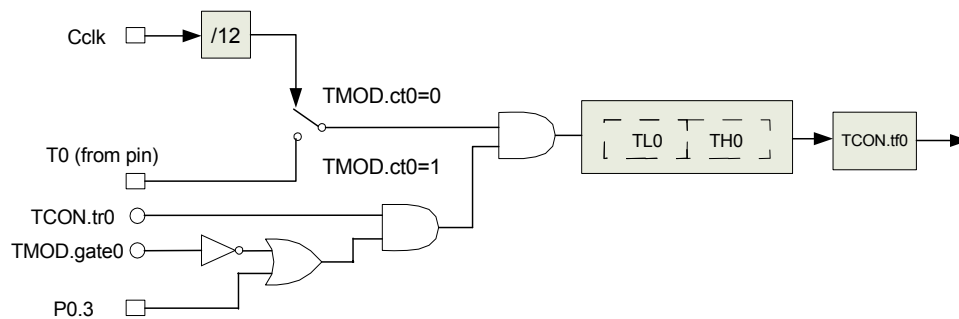 Cclk
/12
TMOD.ct0=0
T0 (from pin)
TMOD.ct0=1
TL0
TH0
TCON.tf0
TCON.tr0
TMOD.gate0
P0.3